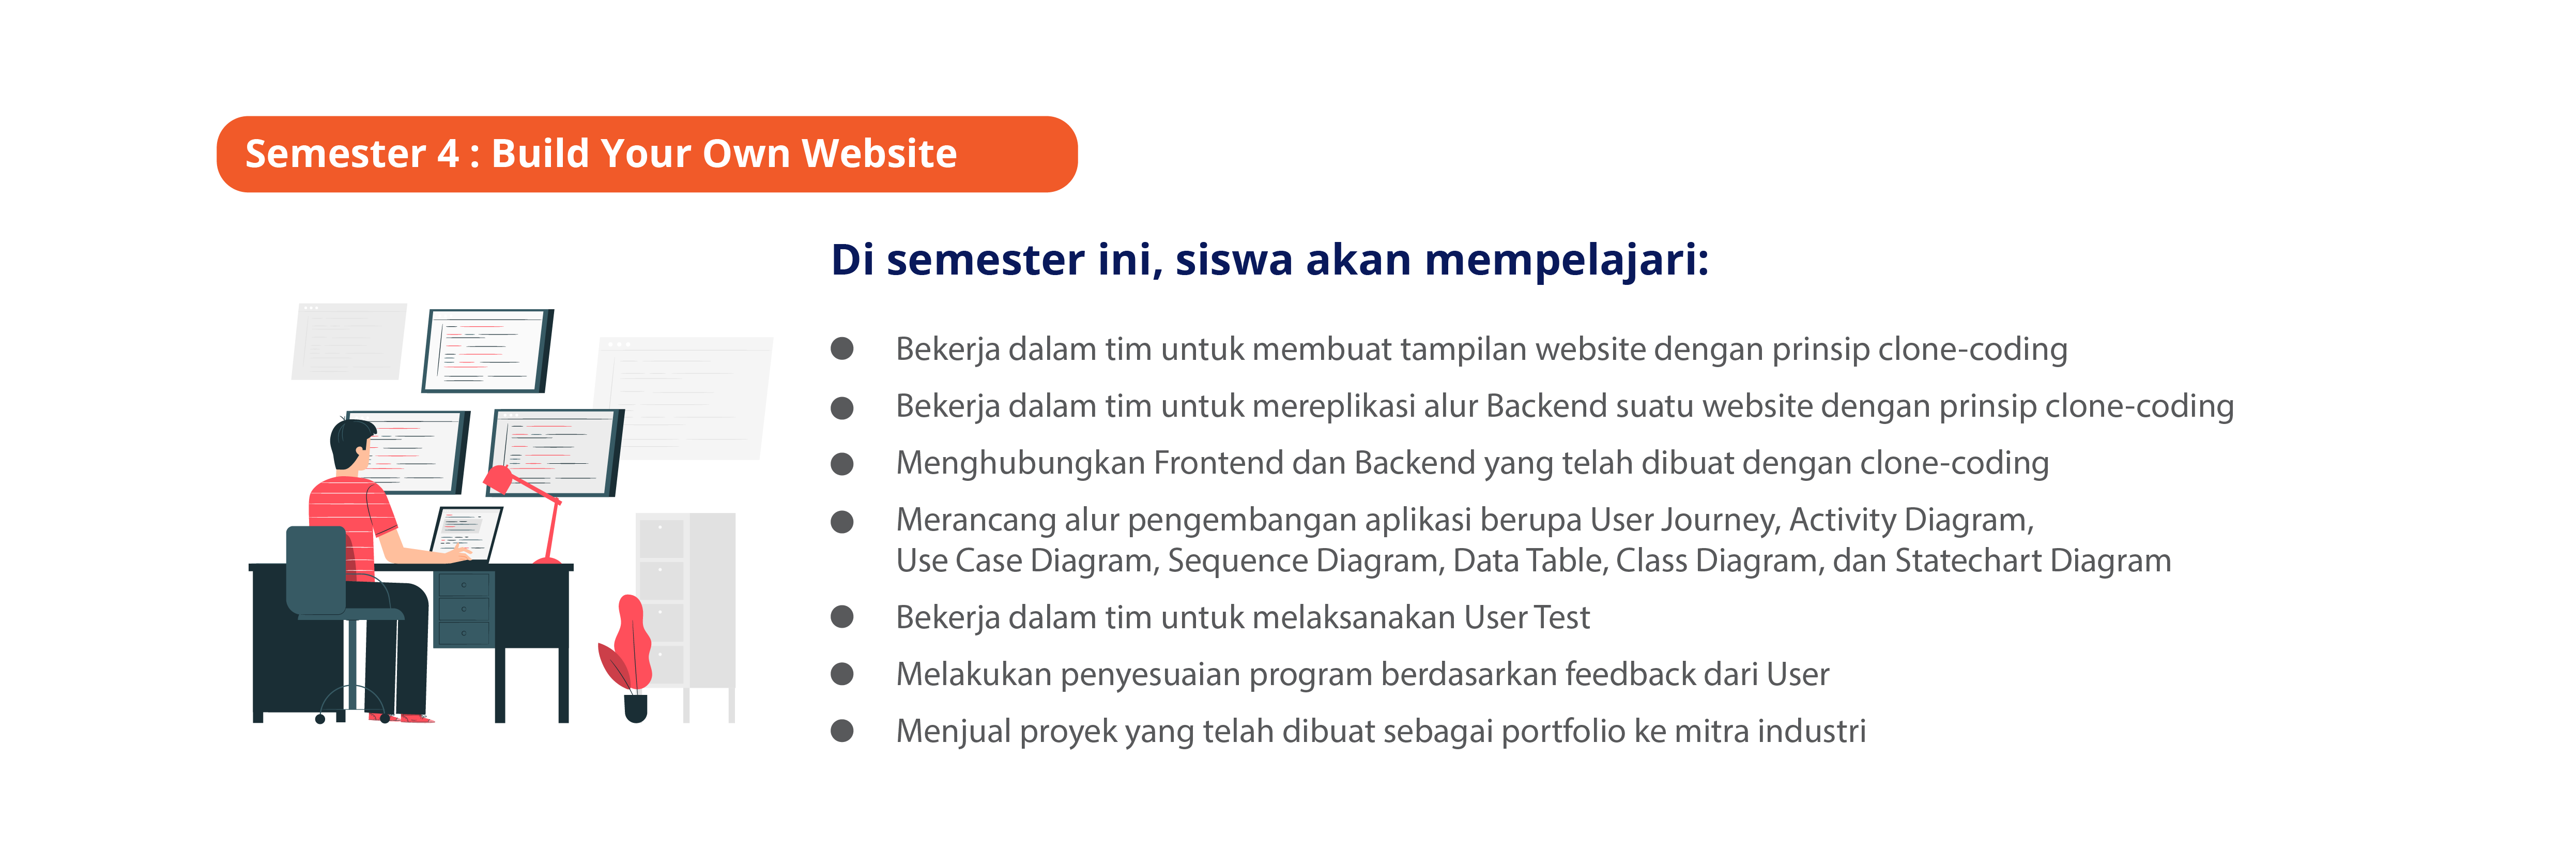 Semester 4 : Build Your Own Website
Di semester ini, siswa akan mempelajari:
Bekerja dalam tim untuk membuat tampilan website dengan prinsip clone-coding
Bekerja dalam tim untuk mereplikasi alur Backend suatu website dengan prinsip clone-coding
Menghubungkan Frontend dan Backend yang telah dibuat dengan clone-coding
Merancang alur pengembangan aplikasi berupa User Journey, Activity Diagram,
Use Case Diagram, Sequence Diagram, Data Table, Class Diagram, dan Statechart Diagram
Bekerja dalam tim untuk melaksanakan User Test
Melakukan penyesuaian program berdasarkan feedback dari User
Menjual proyek yang telah dibuat sebagai portfolio ke mitra industri